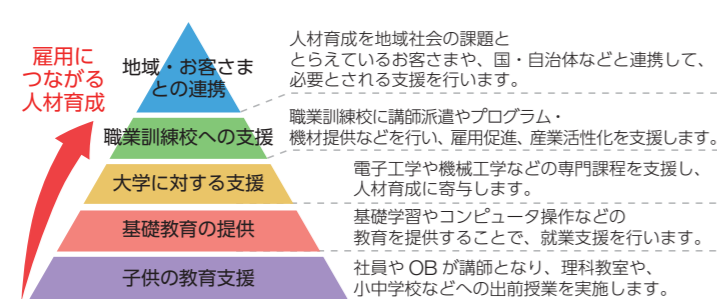 雇用に
つながる
人材育成
地域・お客さま
との連携
人材育成を地域社会の課題と
とらえているお客さまや、国・自治体などと連携して、
必要とされる支援を行います。
職業訓練校への支援
職業訓練校に講師派遣やプログラム・
機材提供などを行い、雇用促進、産業活性化を支援します。
大学に対する支援
電子工学や機械工学などの専門課程を支援し、
人材育成に寄与します。
基礎教育の提供
基礎学習やコンピュータ操作などの
教育を提供することで、就業支援を行います。
子供の教育支援
社員や OB が講師となり、理科教室や、
小中学校などへの出前授業を実施します。